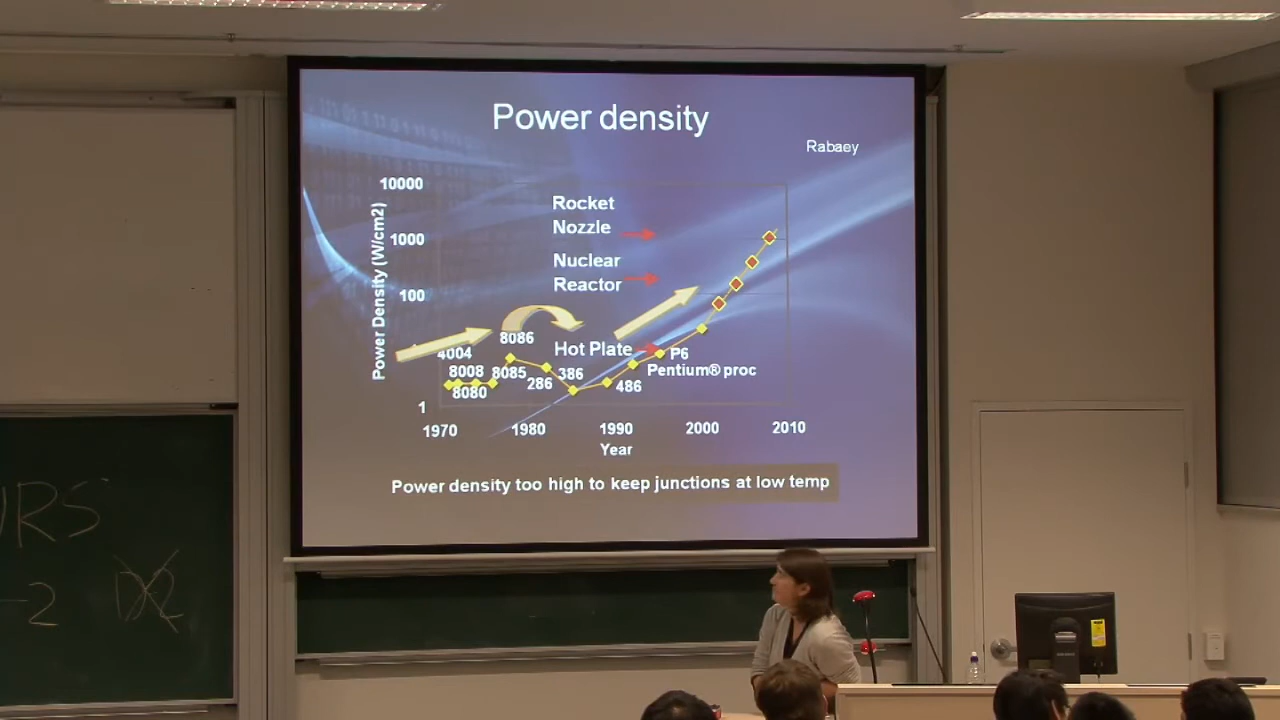 Power density
Rabaey
10000
1000
100
1
Power Density (W/cm2)
Rocket
Nozzle
Nuclear
Reactor
Hot Plate
4004
8008
8080
8085
8086
286
386
486
P6
Pentium® proc
1970
1980
1990
2000
2010
Year
Power density too high to keep junctions at low temp
URS
-2